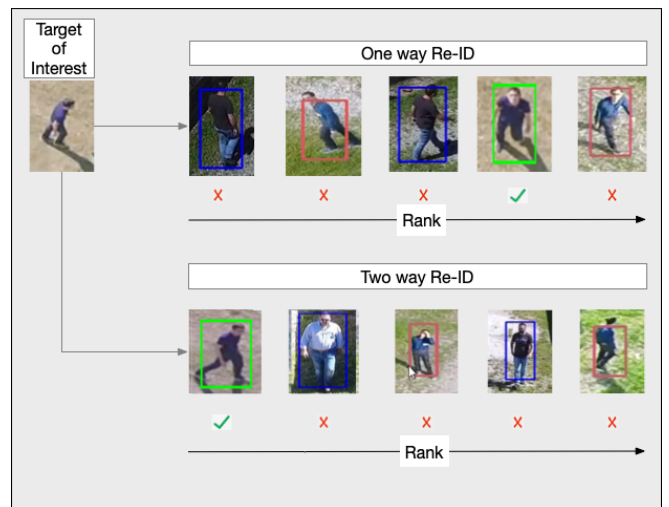 Target
of
Interest
One way Re-ID
X
X
X
X
Rank
Two way Re-ID
X
X
X
X
Rank